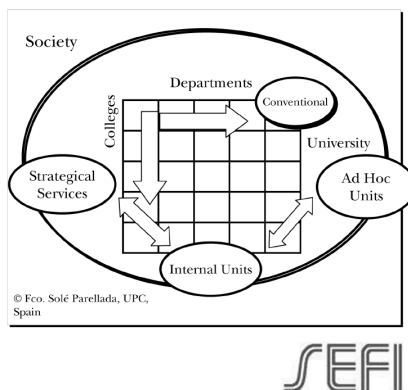 Society
Departments
Colleges
Conventional
University
Strategical
Services
Ad Hoc
Units
Internal Units
© Fco. Solé Parellada, UPC,
Spain
SEFI